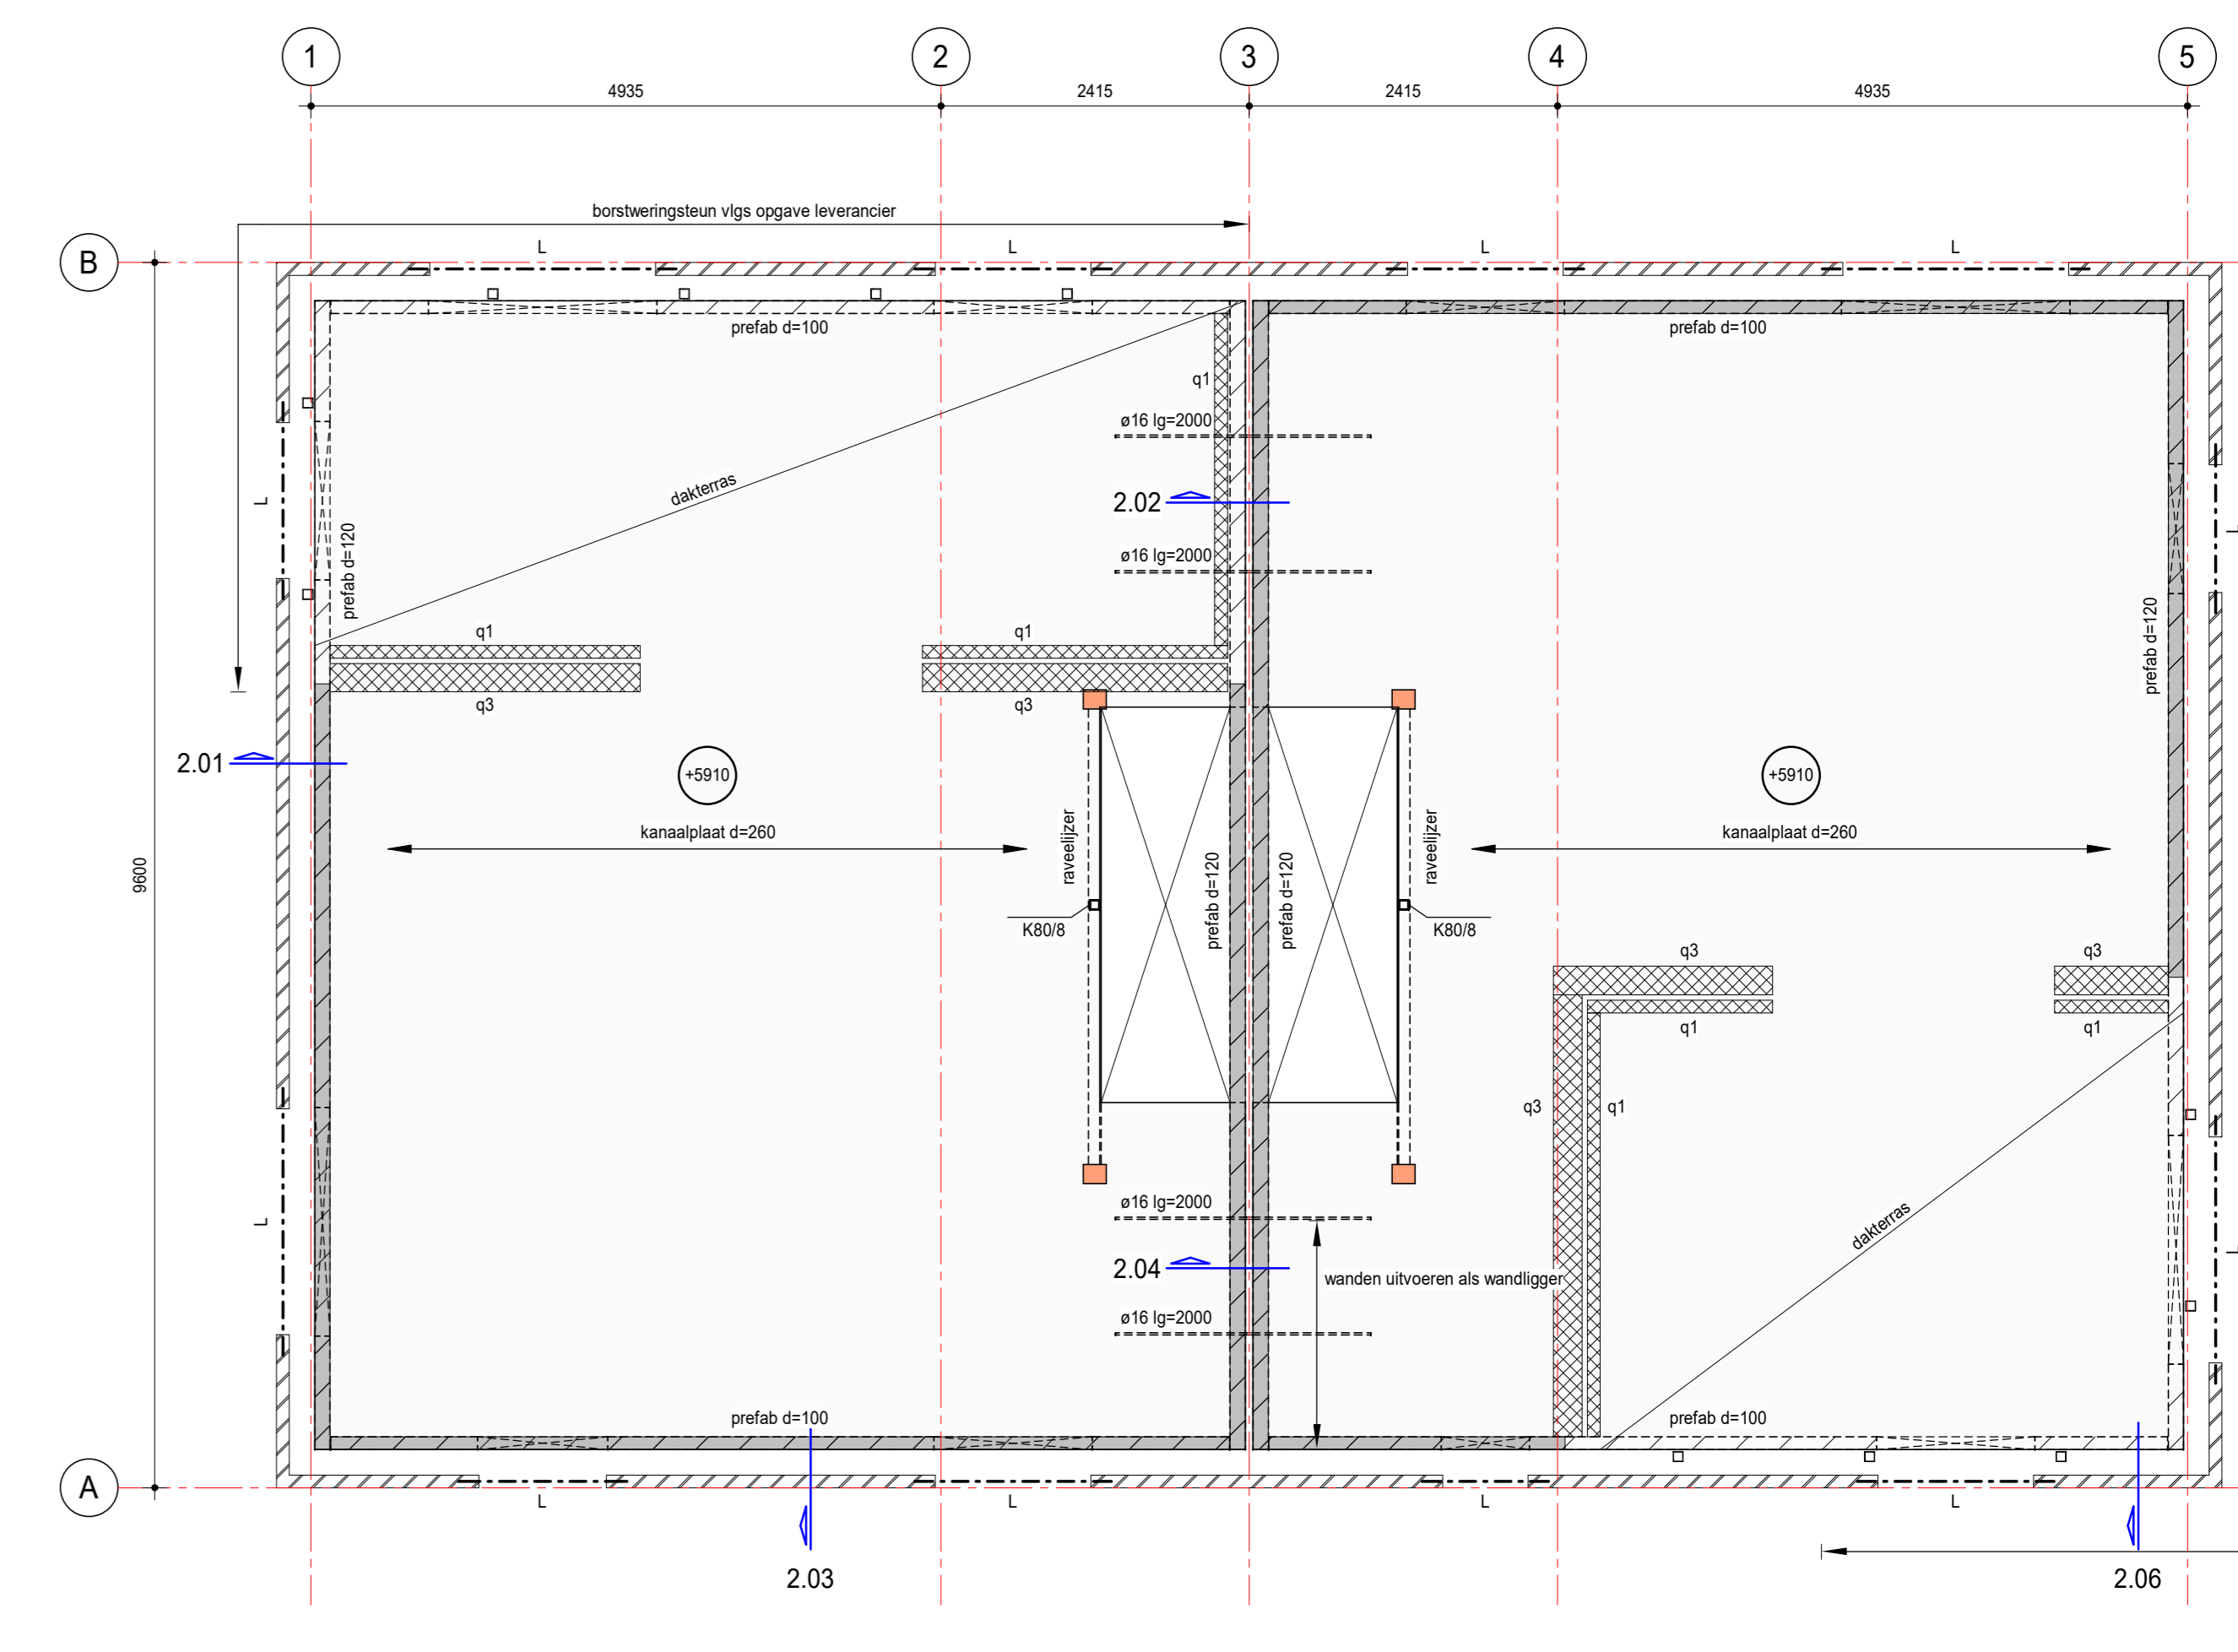 1 2 3 4 5
4935 2415 2415 4935
borstweringsteun vlgs opgave leverancier
B
L L L L
prefab d=100 prefab d=100
q1
ø16 lg=2000
dakterras
2.02
L L
prefab d=120
ø16 lg=2000
prefab d=120
q1 q1
q3 q3
2.01
+5910 +5910
kanaalplaat d=260 kanaalplaat d=260
raveelijzer raveelijzer
9600
prefab d=120 prefab d=120
K80/8 K80/8
q3 q3
q1 q1
q3 q1
ø16 lg=2000
dakterras
L L
2.04
wanden uitvoeren als wandligger
ø16 lg=2000
prefab d=100 prefab d=100
A
L L L L
2.03 2.06